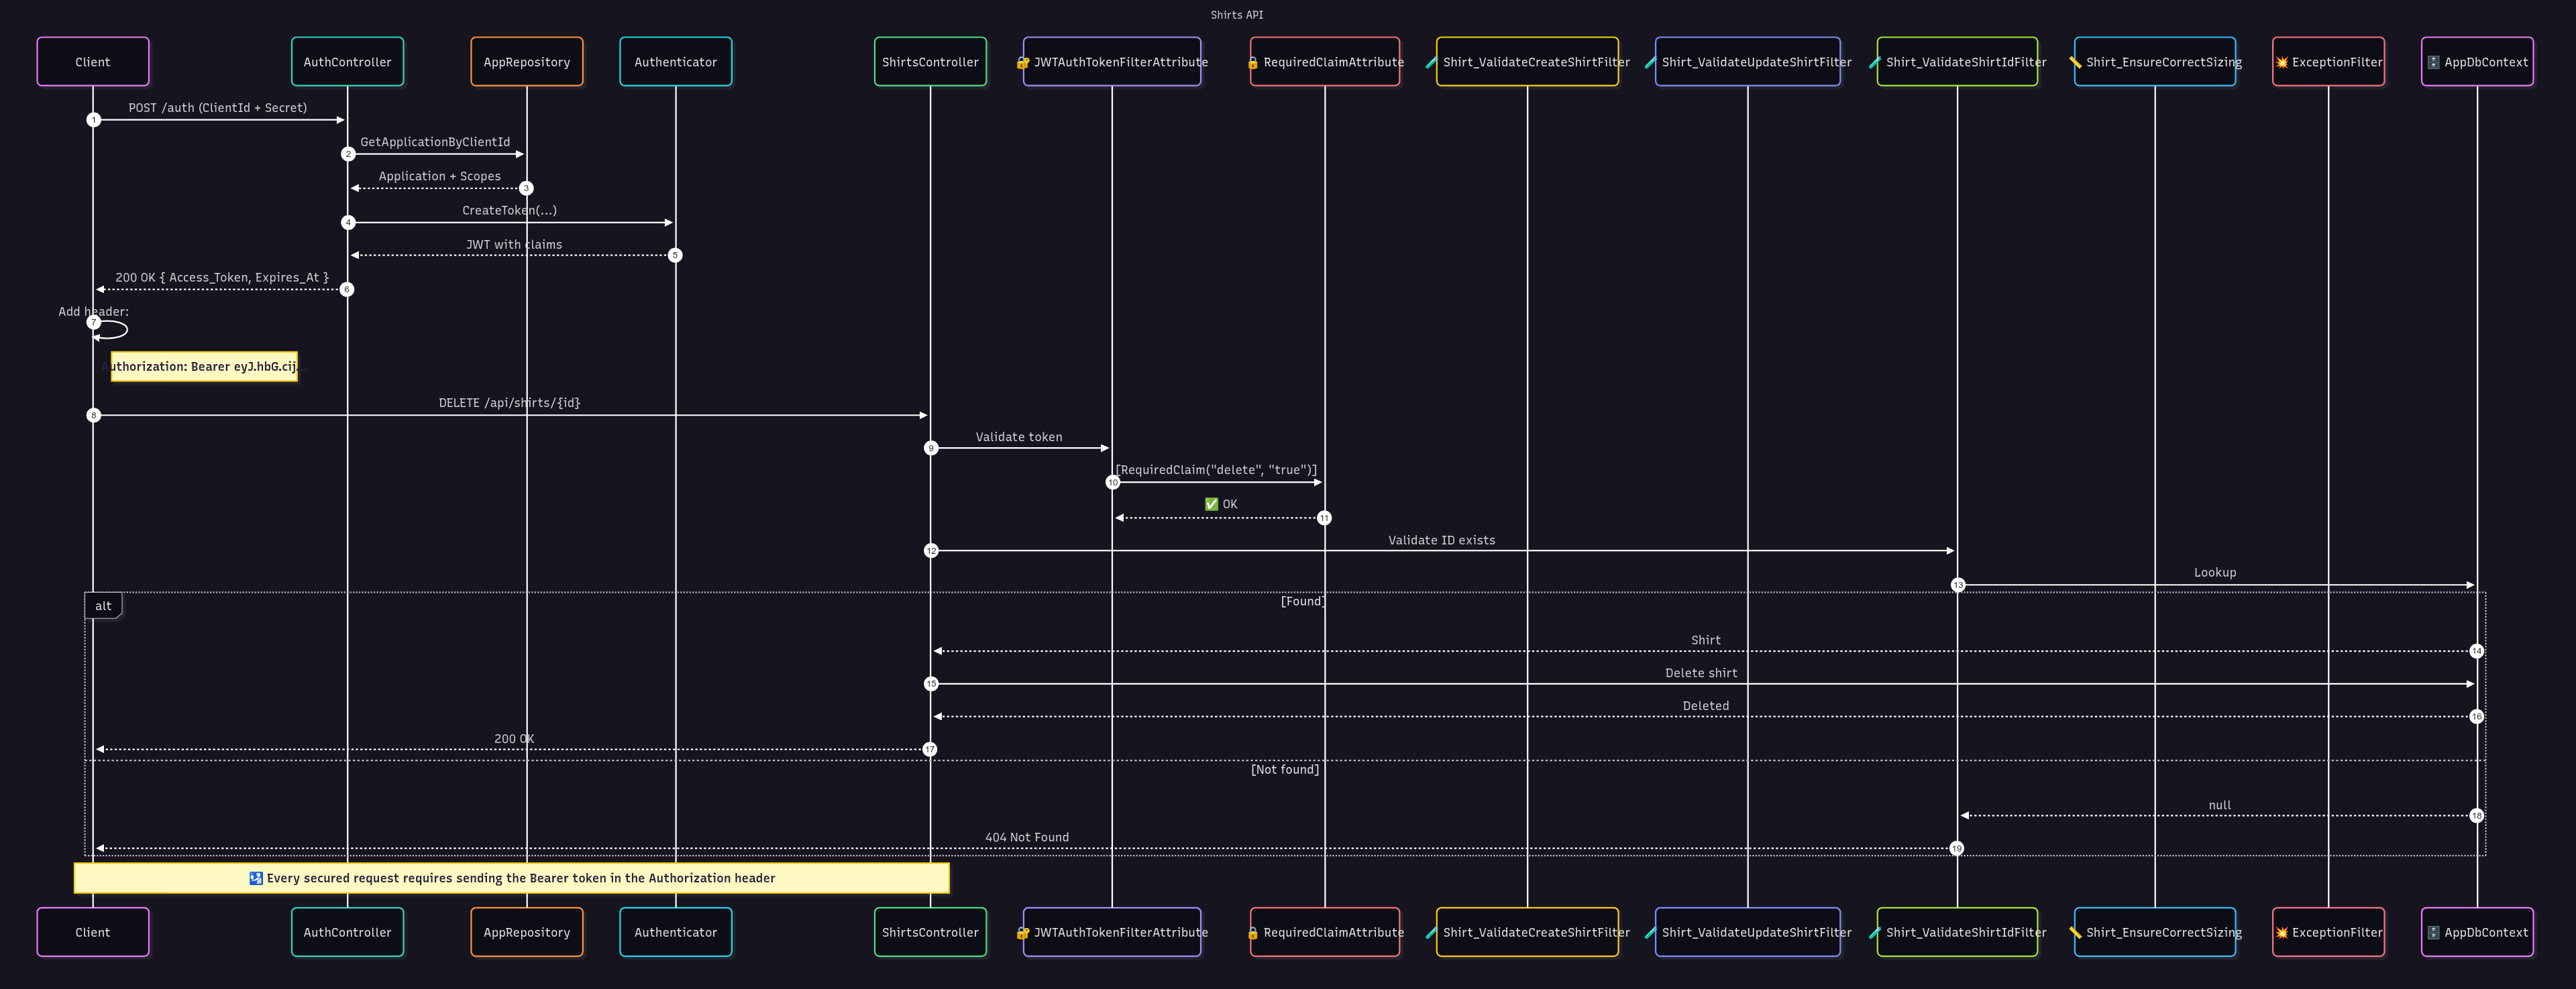 Shirts API
Client
AuthController
AppRepository
Authenticator
ShirtsController
🔐 JWTAuthTokenFilterAttribute
🔒 RequiredClaimAttribute
🧪 Shirt_ValidateCreateShirtFilter
🧪 Shirt_ValidateUpdateShirtFilter
🧪 Shirt_ValidateShirtIdFilter
📏 Shirt_EnsureCorrectSizing
💥 ExceptionFilter
🗄️ AppDbContext
POST /auth (ClientId + Secret)
1
GetApplicationByClientId
2
Application + Scopes
3
CreateToken(...)
4
JWT with claims
5
200 OK { Access_Token, Expires_At }
6
Add header:
7
Authorization: Bearer eyJ.hbG.cij...
DELETE /api/shirts/{id}
8
Validate token
9
[RequiredClaim("delete", "true")]
10
✅ OK
11
Validate ID exists
12
Lookup
13
alt
[Found]
Shirt
14
Delete shirt
15
Deleted
16
200 OK
17
[Not found]
null
18
404 Not Found
19
🛂 Every secured request requires sending the Bearer token in the Authorization header
Client
AuthController
AppRepository
Authenticator
ShirtsController
🔐 JWTAuthTokenFilterAttribute
🔒 RequiredClaimAttribute
🧪 Shirt_ValidateCreateShirtFilter
🧪 Shirt_ValidateUpdateShirtFilter
🧪 Shirt_ValidateShirtIdFilter
📏 Shirt_EnsureCorrectSizing
💥 ExceptionFilter
🗄️ AppDbContext